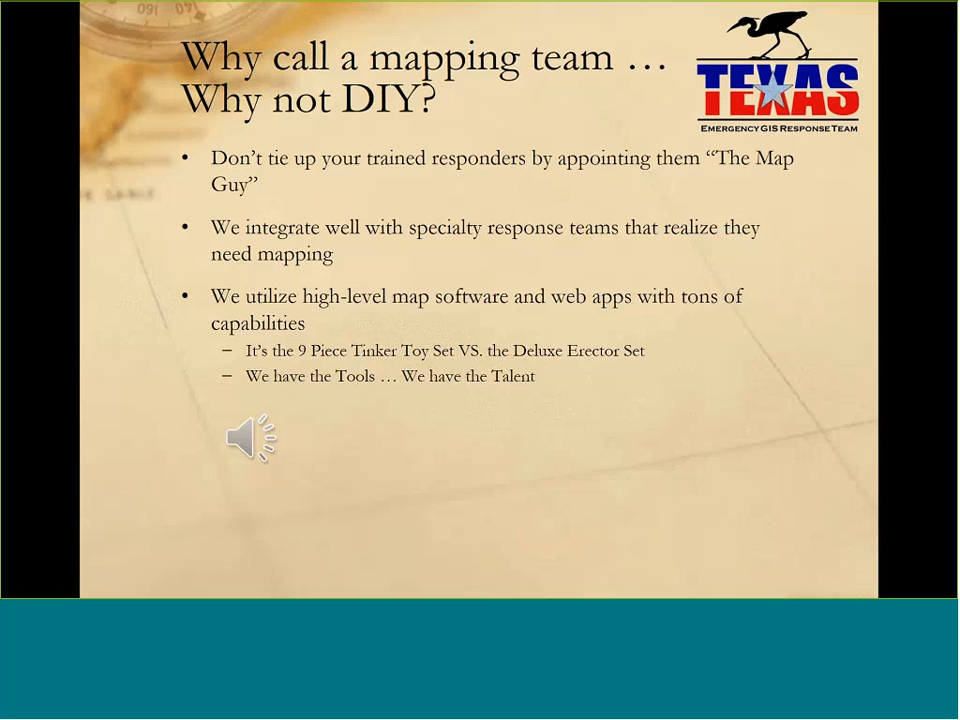 Why call a mapping team …
Why not DIY?
TEXAS
EMERGENCY GIS RESPONSE TEAM
• Don’t tie up your trained responders by appointing them “The Map
Guy”
• We integrate well with specialty response teams that realize they
need mapping
• We utilize high-level map software and web apps with tons of
capabilities
– It’s the 9 Piece Tinker Toy Set VS. the Deluxe Erector Set
– We have the Tools … We have the Talent